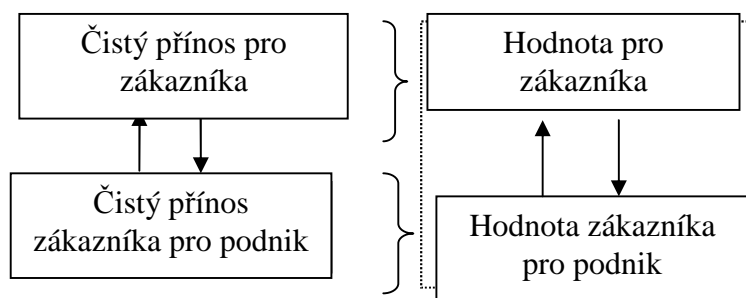 Čistý přínos pro
zákazníka
Hodnota pro
zákazníka
Čistý přínos
zákazníka pro podnik
Hodnota zákazníka
pro podnik